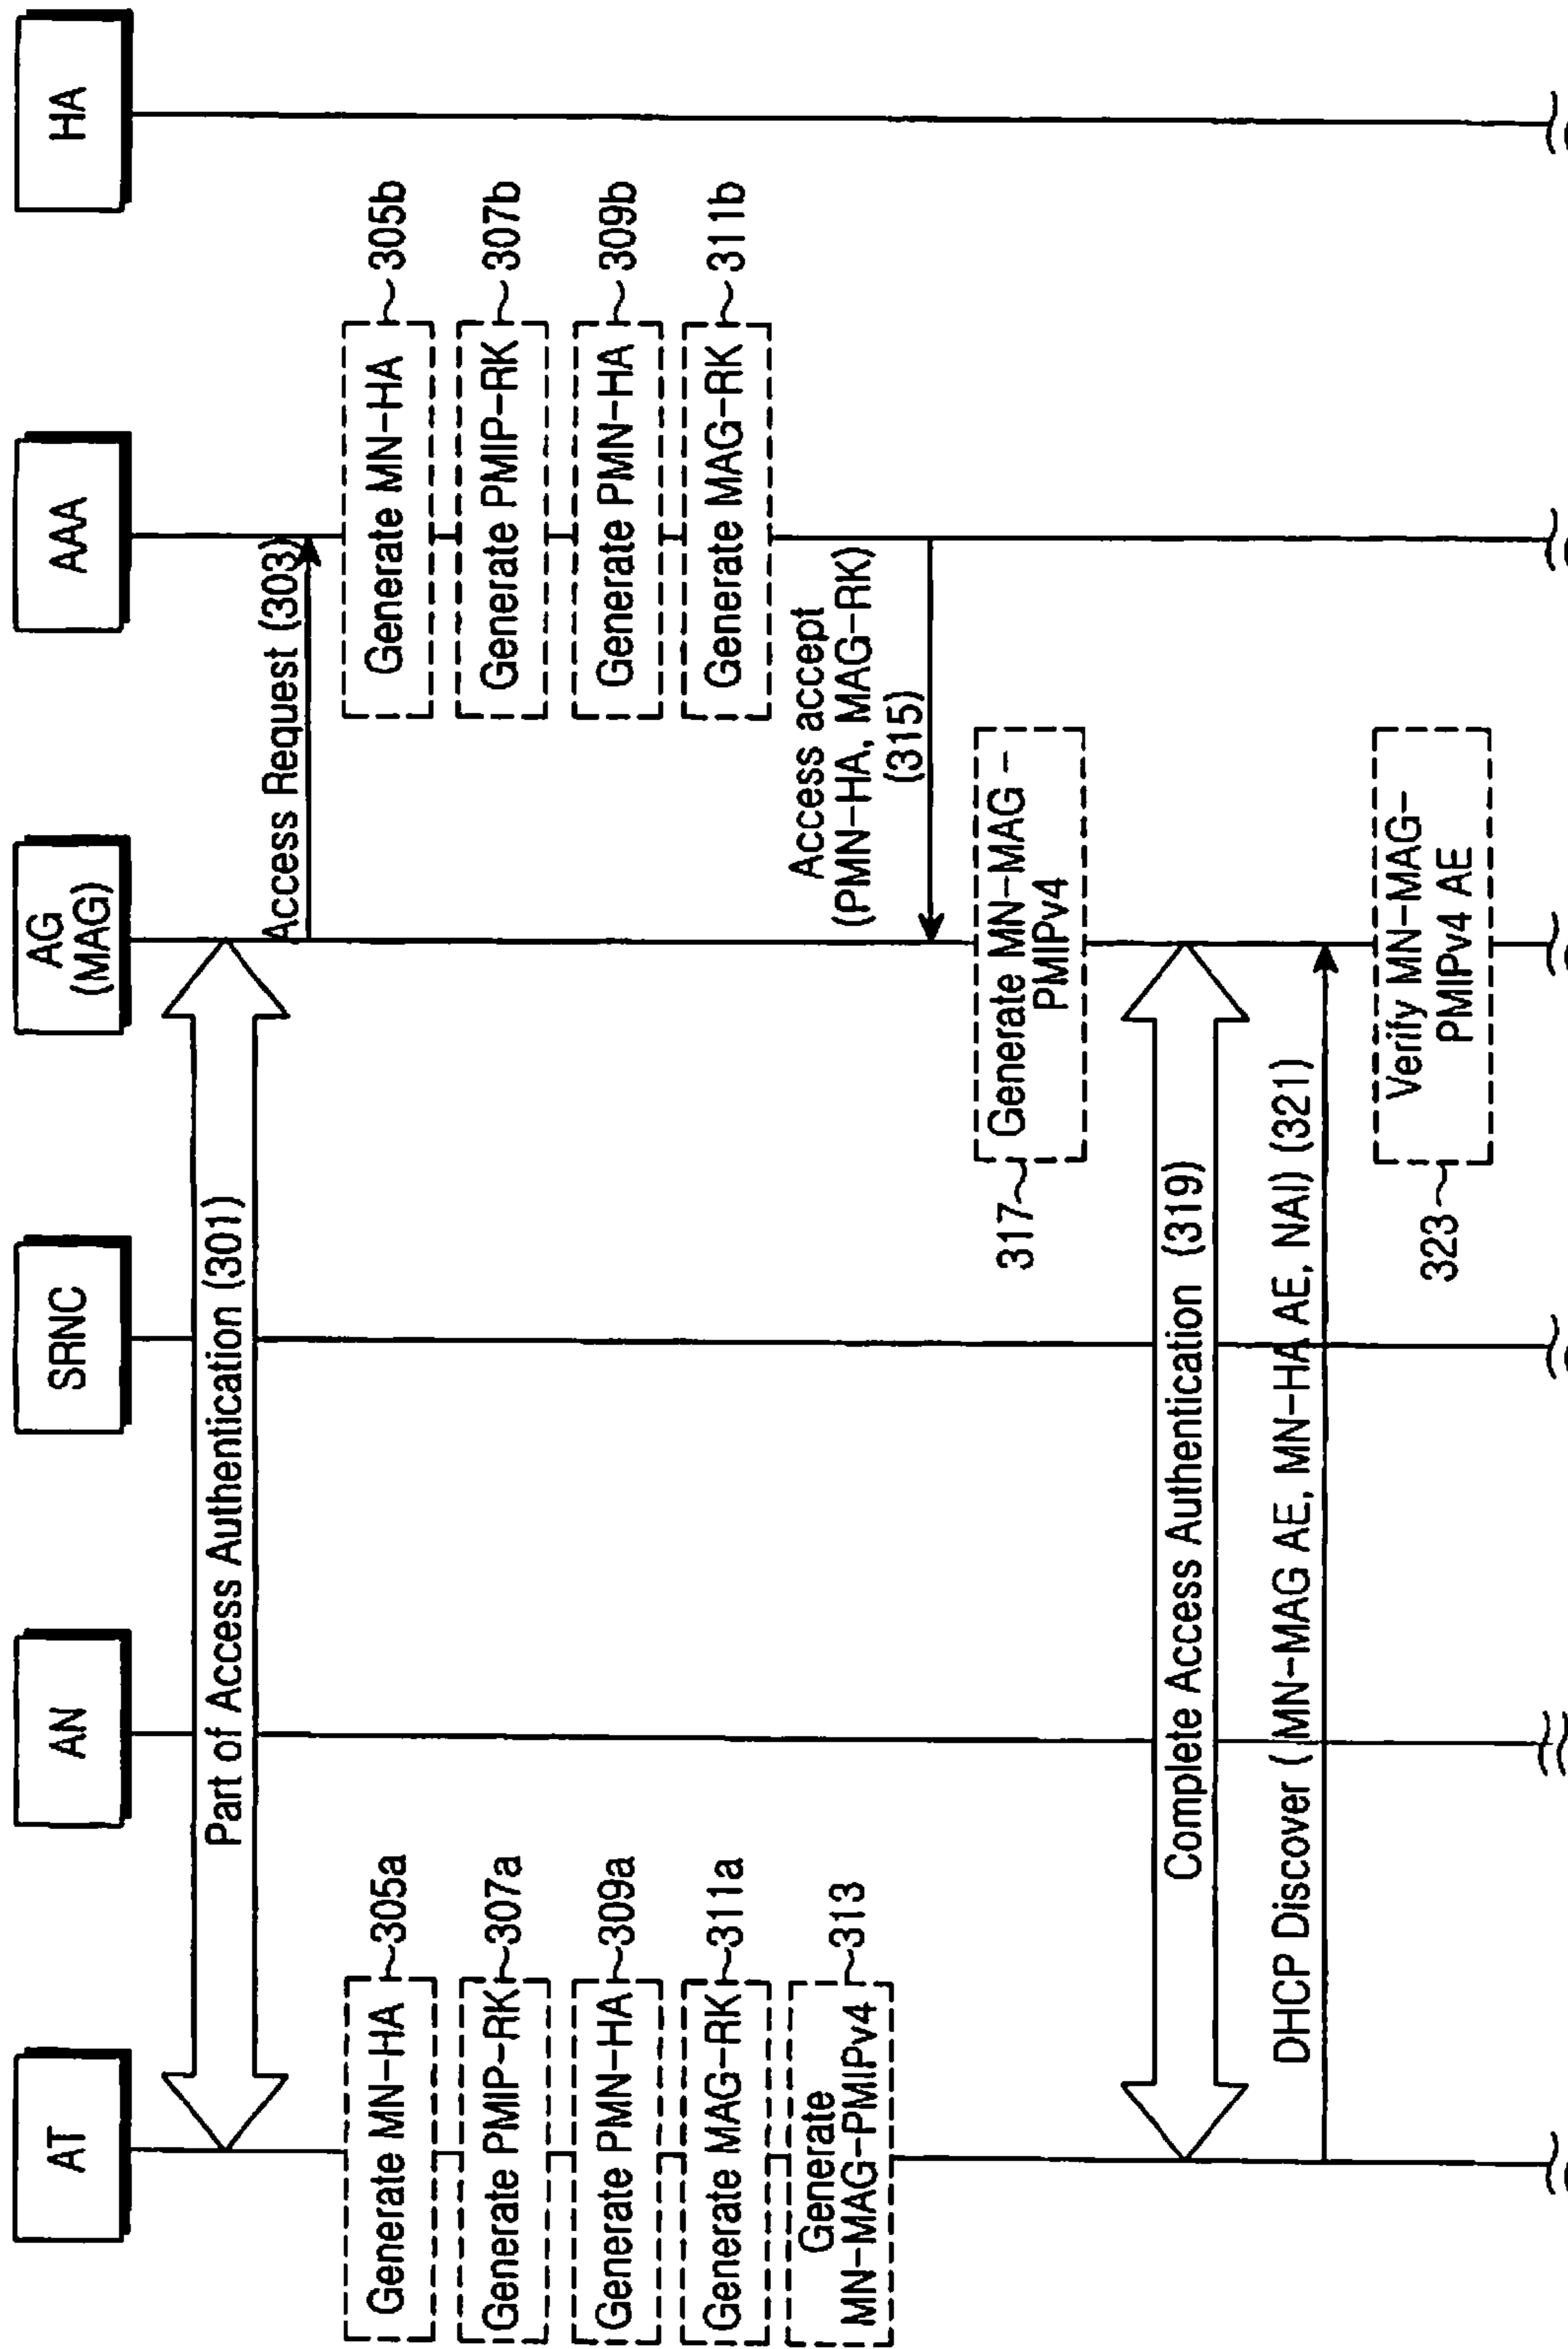 AT
AN
SRNC
AG
(MAG)
AAA
HA
Part of Access Authentication (301)
Access Request (303)
Generate MN-HA
305a
Generate MN-HA
305b
Generate PMIP-RK
307a
Generate PMIP-RK
307b
Generate PMN-HA
309a
Generate PMN-HA
309b
Generate MAG-RK
311a
Generate MAG-RK
311b
Generate
MN-MAG-PMIPv4
313
Access accept
(PMN-HA, MAG-RK)
(315)
317
Generate MN-MAG -
PMIPv4
Complete Access Authentication (319)
DHCP Discover ( MN-MAG AE, MN-HA AE, NAI) (321)
323
Verify MN-MAG-
PMIPv4 AE